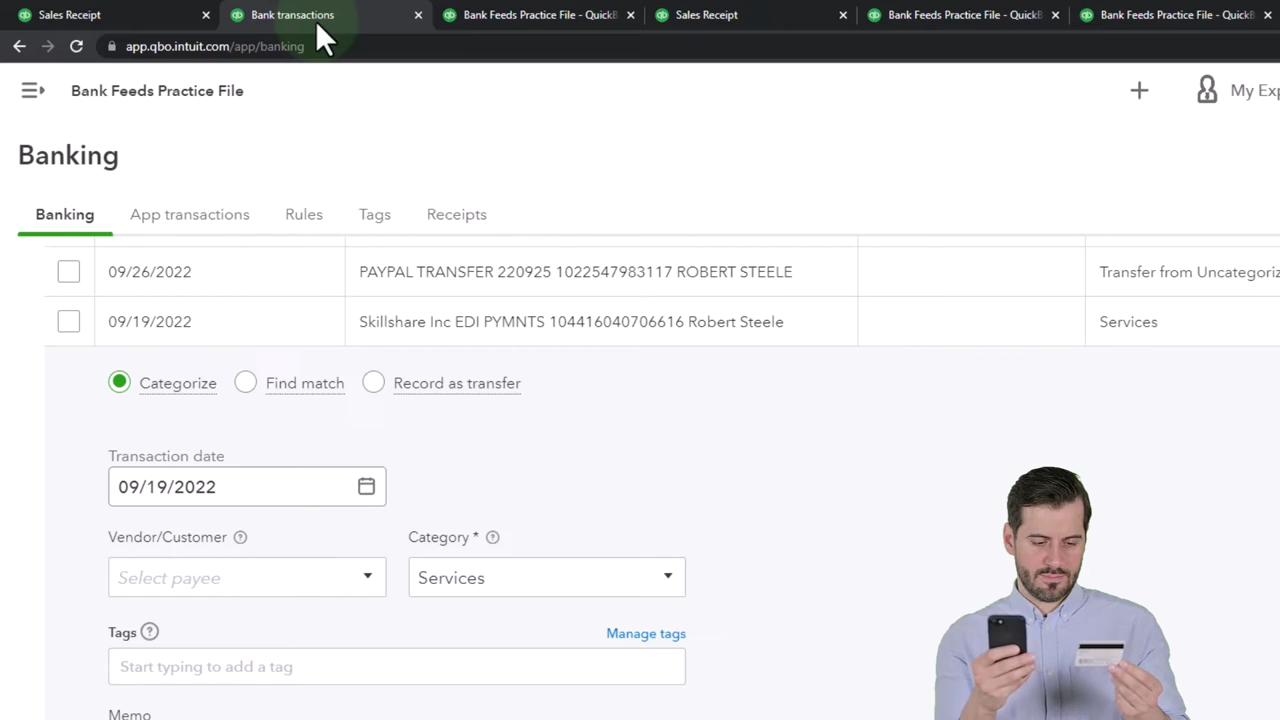 Sales Receipt
Bank transactions
Bank Feeds Practice File - QuickB
Sales Receipt
Bank Feeds Practice File - QuickB
Bank Feeds Practice File - QuickB
app.qbo.intuit.com/app/banking
Bank Feeds Practice File
My Exp
Banking
Banking App transactions Rules Tags Receipts
09/26/2022 PAYPAL TRANSFER 220925 1022547983117 ROBERT STEELE Transfer from Uncategoriz
09/19/2022 Skillshare Inc EDI PYMNTS 104416040706616 Robert Steele Services
Categorize Find match Record as transfer
Transaction date
09/19/2022
Vendor/Customer ? Category * ?
Select payee Services
Tags ? Manage tags
Start typing to add a tag
Memo